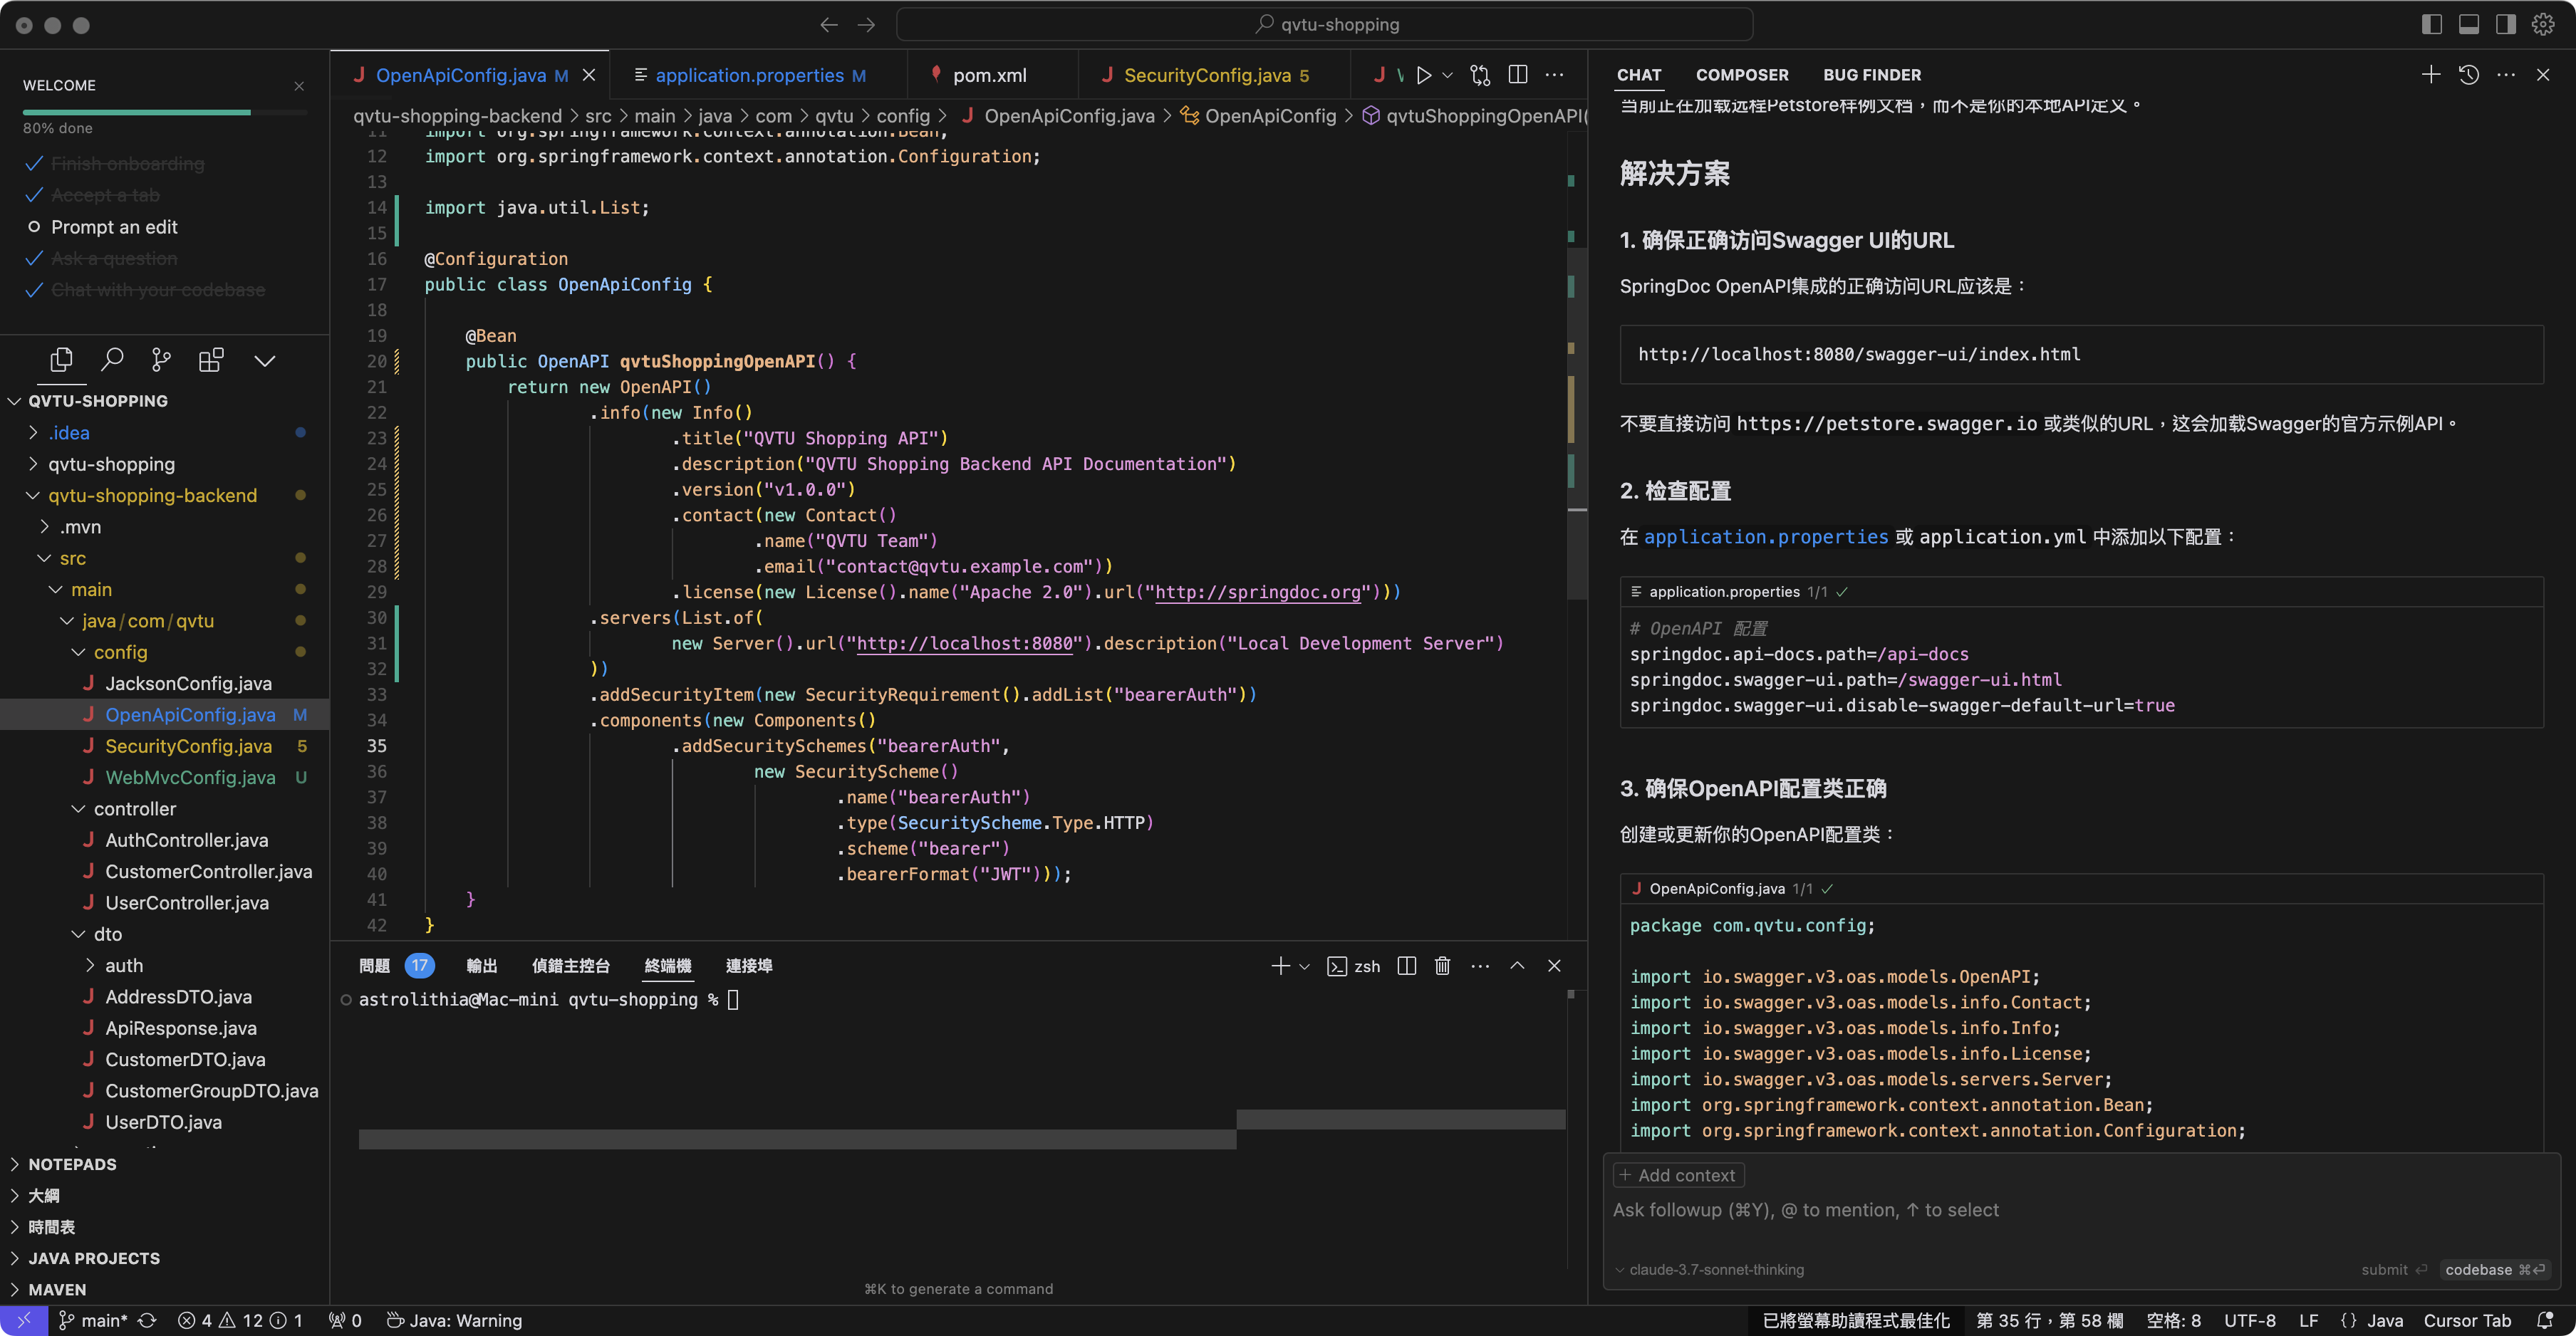 qvtu-shopping
WELCOME
80% done
Finish onboarding
Accept a tab
Prompt an edit
Ask a question
Chat with your codebase
QVTU-SHOPPING
.idea
qvtu-shopping
qvtu-shopping-backend
.mvn
src
main
java/com/qvtu
config
JacksonConfig.java
OpenApiConfig.java M
SecurityConfig.java 5
WebMvcConfig.java U
controller
AuthController.java
CustomerController.java
UserController.java
dto
auth
AddressDTO.java
ApiResponse.java
CustomerDTO.java
CustomerGroupDTO.java
UserDTO.java
NOTEPADS
大綱
時間表
JAVA PROJECTS
MAVEN
OpenApiConfig.java M
application.properties M
pom.xml
SecurityConfig.java 5
qvtu-shopping-backend > src > main > java > com > qvtu > config > OpenApiConfig.java > OpenApiConfig > qvtuShoppingOpenAPI(
11 import org.springframework.context.annotation.Bean;
12 import org.springframework.context.annotation.Configuration;
13
14 import java.util.List;
15
16 @Configuration
17 public class OpenApiConfig {
18
19 @Bean
20 public OpenAPI qvtuShoppingOpenAPI() {
21 return new OpenAPI()
22 .info(new Info()
23 .title("QVTU Shopping API")
24 .description("QVTU Shopping Backend API Documentation")
25 .version("v1.0.0")
26 .contact(new Contact()
27 .name("QVTU Team")
28 .email("contact@qvtu.example.com"))
29 .license(new License().name("Apache 2.0").url("http://springdoc.org")))
30 .servers(List.of(
31 new Server().url("http://localhost:8080").description("Local Development Server")
32 ))
33 .addSecurityItem(new SecurityRequirement().addList("bearerAuth"))
34 .components(new Components()
35 .addSecuritySchemes("bearerAuth",
36 new SecurityScheme()
37 .name("bearerAuth")
38 .type(SecurityScheme.Type.HTTP)
39 .scheme("bearer")
40 .bearerFormat("JWT")));
41 }
42 }
問題 17 輸出 偵錯主控台 終端機 連接埠
zsh
astrolithia@Mac-mini qvtu-shopping %
⌘K to generate a command
CHAT COMPOSER BUG FINDER
当前正在加载远程Petstore样例文档，而不是你的本地API定义。
解决方案
1. 确保正确访问Swagger UI的URL
SpringDoc OpenAPI集成的正确访问URL应该是：
http://localhost:8080/swagger-ui/index.html
不要直接访问 https://petstore.swagger.io 或类似的URL，这会加载Swagger的官方示例API。
2. 检查配置
在 application.properties 或 application.yml 中添加以下配置：
application.properties 1/1
# OpenAPI 配置
springdoc.api-docs.path=/api-docs
springdoc.swagger-ui.path=/swagger-ui.html
springdoc.swagger-ui.disable-swagger-default-url=true
3. 确保OpenAPI配置类正确
创建或更新你的OpenAPI配置类：
OpenApiConfig.java 1/1
package com.qvtu.config;
import io.swagger.v3.oas.models.OpenAPI;
import io.swagger.v3.oas.models.info.Contact;
import io.swagger.v3.oas.models.info.Info;
import io.swagger.v3.oas.models.info.License;
import io.swagger.v3.oas.models.servers.Server;
import org.springframework.context.annotation.Bean;
import org.springframework.context.annotation.Configuration;
+ Add context
Ask followup (⌘Y), @ to mention, ↑ to select
claude-3.7-sonnet-thinking
submit ⏎ codebase ⌘⏎
main* 4 12 1 0 Java: Warning
已將螢幕助讀程式最佳化 第 35 行，第 58 欄 空格: 8 UTF-8 LF {} Java Cursor Tab